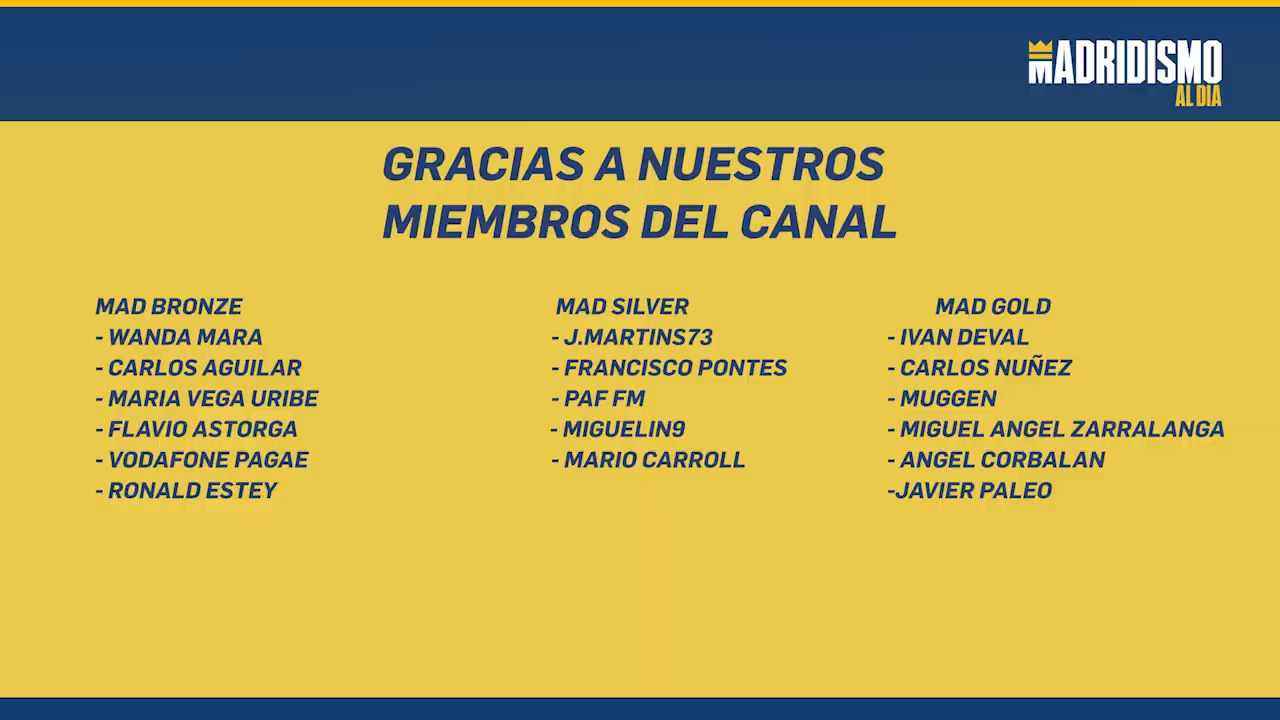 MADRIDISMO
AL DIA
GRACIAS A NUESTROS
MIEMBROS DEL CANAL
MAD BRONZE
- WANDA MARA
- CARLOS AGUILAR
- MARIA VEGA URIBE
- FLAVIO ASTORGA
- VODAFONE PAGAE
- RONALD ESTEY
MAD SILVER
- J.MARTINS73
- FRANCISCO PONTES
- PAF FM
- MIGUELIN9
- MARIO CARROLL
MAD GOLD
- IVAN DEVAL
- CARLOS NUÑEZ
- MUGGEN
- MIGUEL ANGEL ZARRALANGA
- ANGEL CORBALAN
-JAVIER PALEO